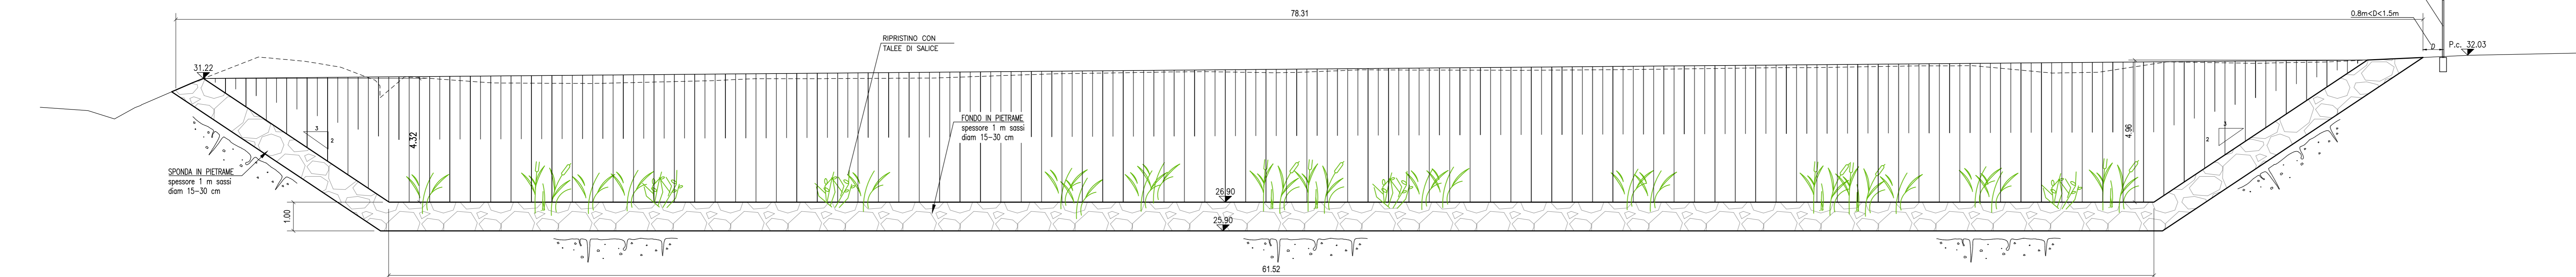 78.31
0.8m<D<1.5m
RIPRISTINO CON
TALEE DI SALICE
D
P.c. 32.03
31.22
FONDO IN PIETRAME
spessore 1 m sassi
diam 15-30 cm
3
2
4.32
3
2
4.96
SPONDA IN PIETRAME
spessore 1 m sassi
diam 15-30 cm
26.90
1.00
25.90
61.52